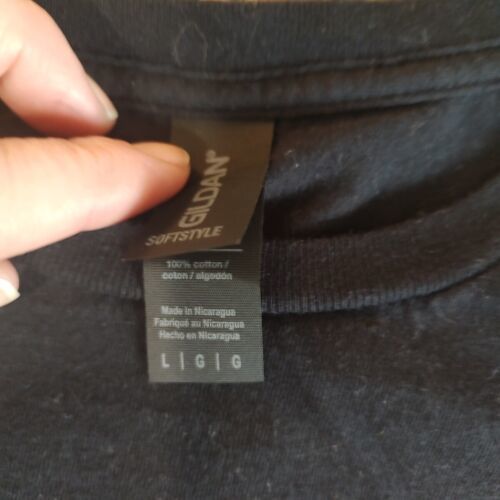 GILDAN®
SOFTSTYLE
100% cotton /
coton / algodón
Made in Nicaragua
Fabriqué au Nicaragua
Hecho en Nicaragua
L | G | G